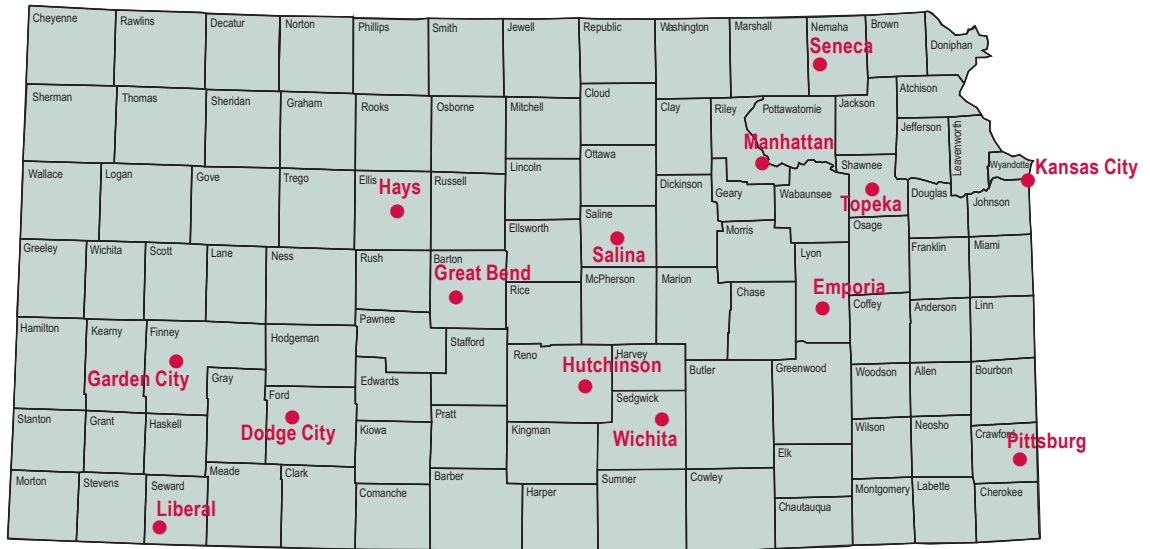 Cheyenne
Rawlins
Decatur
Norton
Phillips
Smith
Jewell
Republic
Washington
Marshall
Nemaha
Brown
Doniphan
Seneca
Sherman
Thomas
Sheridan
Graham
Rooks
Osborne
Mitchell
Cloud
Clay
Riley
Pottawatomie
Jackson
Atchison
Jefferson
Leavenworth
Wyandotte
Manhattan
Kansas City
Wallace
Logan
Gove
Trego
Ellis
Hays
Russell
Lincoln
Ottawa
Saline
Salina
Dickinson
Geary
Wabaunsee
Shawnee
Topeka
Douglas
Johnson
Greeley
Wichita
Scott
Lane
Ness
Rush
Barton
Great Bend
Ellsworth
Rice
McPherson
Marion
Morris
Chase
Lyon
Emporia
Osage
Coffey
Franklin
Miami
Anderson
Linn
Hamilton
Kearny
Finney
Garden City
Gray
Hodgeman
Ford
Dodge City
Pawnee
Edwards
Stafford
Reno
Hutchinson
Harvey
Sedgwick
Wichita
Butler
Greenwood
Woodson
Allen
Bourbon
Stanton
Grant
Haskell
Kiowa
Pratt
Kingman
Elk
Wilson
Neosho
Crawford
Pittsburg
Morton
Stevens
Seward
Liberal
Meade
Clark
Comanche
Barber
Harper
Sumner
Cowley
Chautauqua
Montgomery
Labette
Cherokee